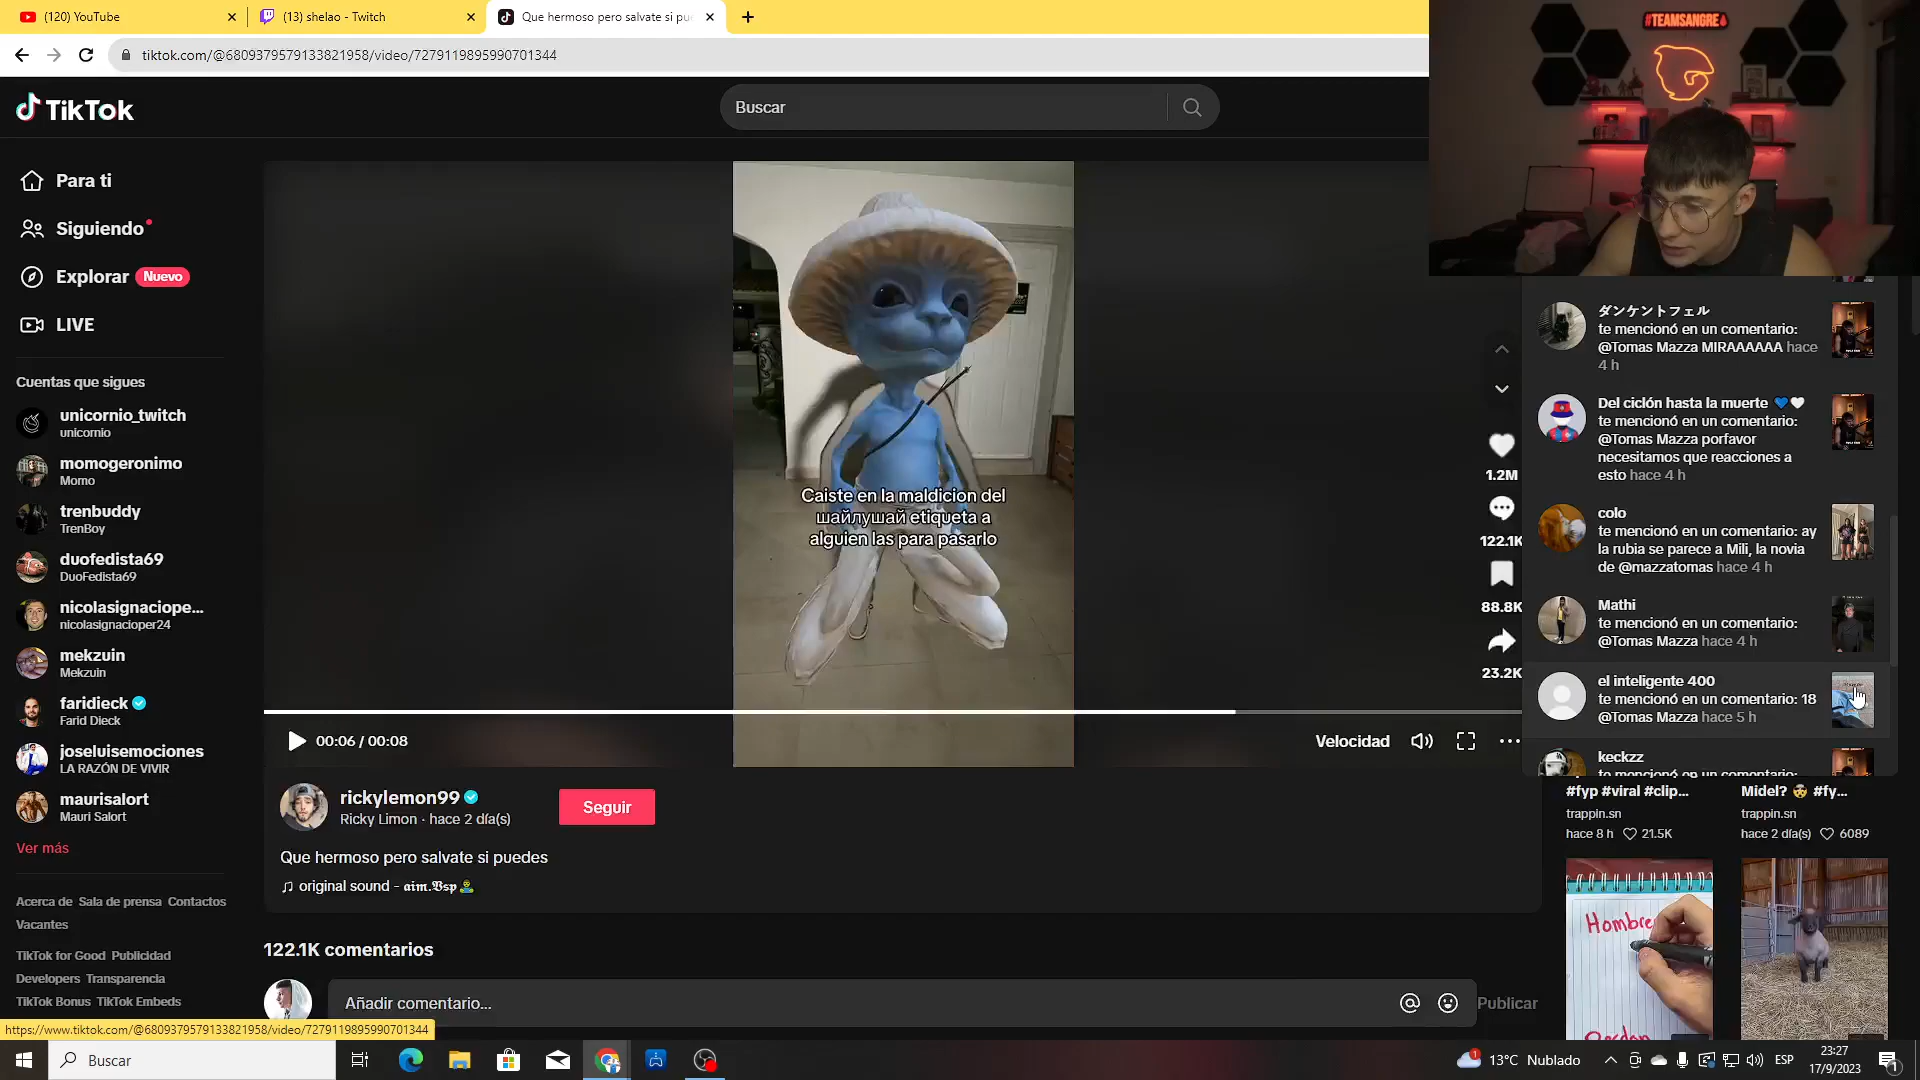 (120) YouTube
(13) shelao - Twitch
Que hermoso pero salvate si pu
tiktok.com/@6809379579133821958/video/7279119895990701344
#TEAMSANGRE
TikTok
Buscar
Para ti
Siguiendo
Explorar Nuevo
LIVE
Cuentas que sigues
unicornio_twitch
unicornio
momogeronimo
Momo
trenbuddy
TrenBoy
duofedista69
DuoFedista69
nicolasignaciope...
nicolasignacioper24
mekzuin
Mekzuin
faridieck
Farid Dieck
joseluisemociones
LA RAZÓN DE VIVIR
maurisalort
Mauri Salort
Ver más
Acerca de Sala de prensa Contactos
Vacantes
TikTok for Good Publicidad
Developers Transparencia
TikTok Bonus TikTok Embeds
Caiste en la maldicion del
шайлушай etiqueta a
alguien las para pasarlo
1.2M
122.1K
88.8K
23.2K
00:06 / 00:08
Velocidad
rickylemon99
Ricky Limon · hace 2 día(s)
Seguir
Que hermoso pero salvate si puedes
original sound - aim.Vsp
122.1K comentarios
Añadir comentario...
Publicar
ダンケントフェル
te mencionó en un comentario:
@Tomas Mazza MIRAAAAAA hace
4 h
Del ciclón hasta la muerte 💙🤍
te mencionó en un comentario:
@Tomas Mazza porfavor
necesitamos que reacciones a
esto hace 4 h
colo
te mencionó en un comentario: ay
la rubia se parece a Mili, la novia
de @mazzatomas hace 4 h
Mathi
te mencionó en un comentario:
@Tomas Mazza hace 4 h
el inteligente 400
te mencionó en un comentario: 18
@Tomas Mazza hace 5 h
keckzz
te mencionó en un comentario:
#fyp #viral #clip...
trappin.sn
hace 8 h 21.5K
Midel? #fy...
trappin.sn
hace 2 día(s) 6089
Hombre
https://www.tiktok.com/@6809379579133821958/video/7279119895990701344
Buscar
1
13°C Nublado
ESP
23:27
17/9/2023
1